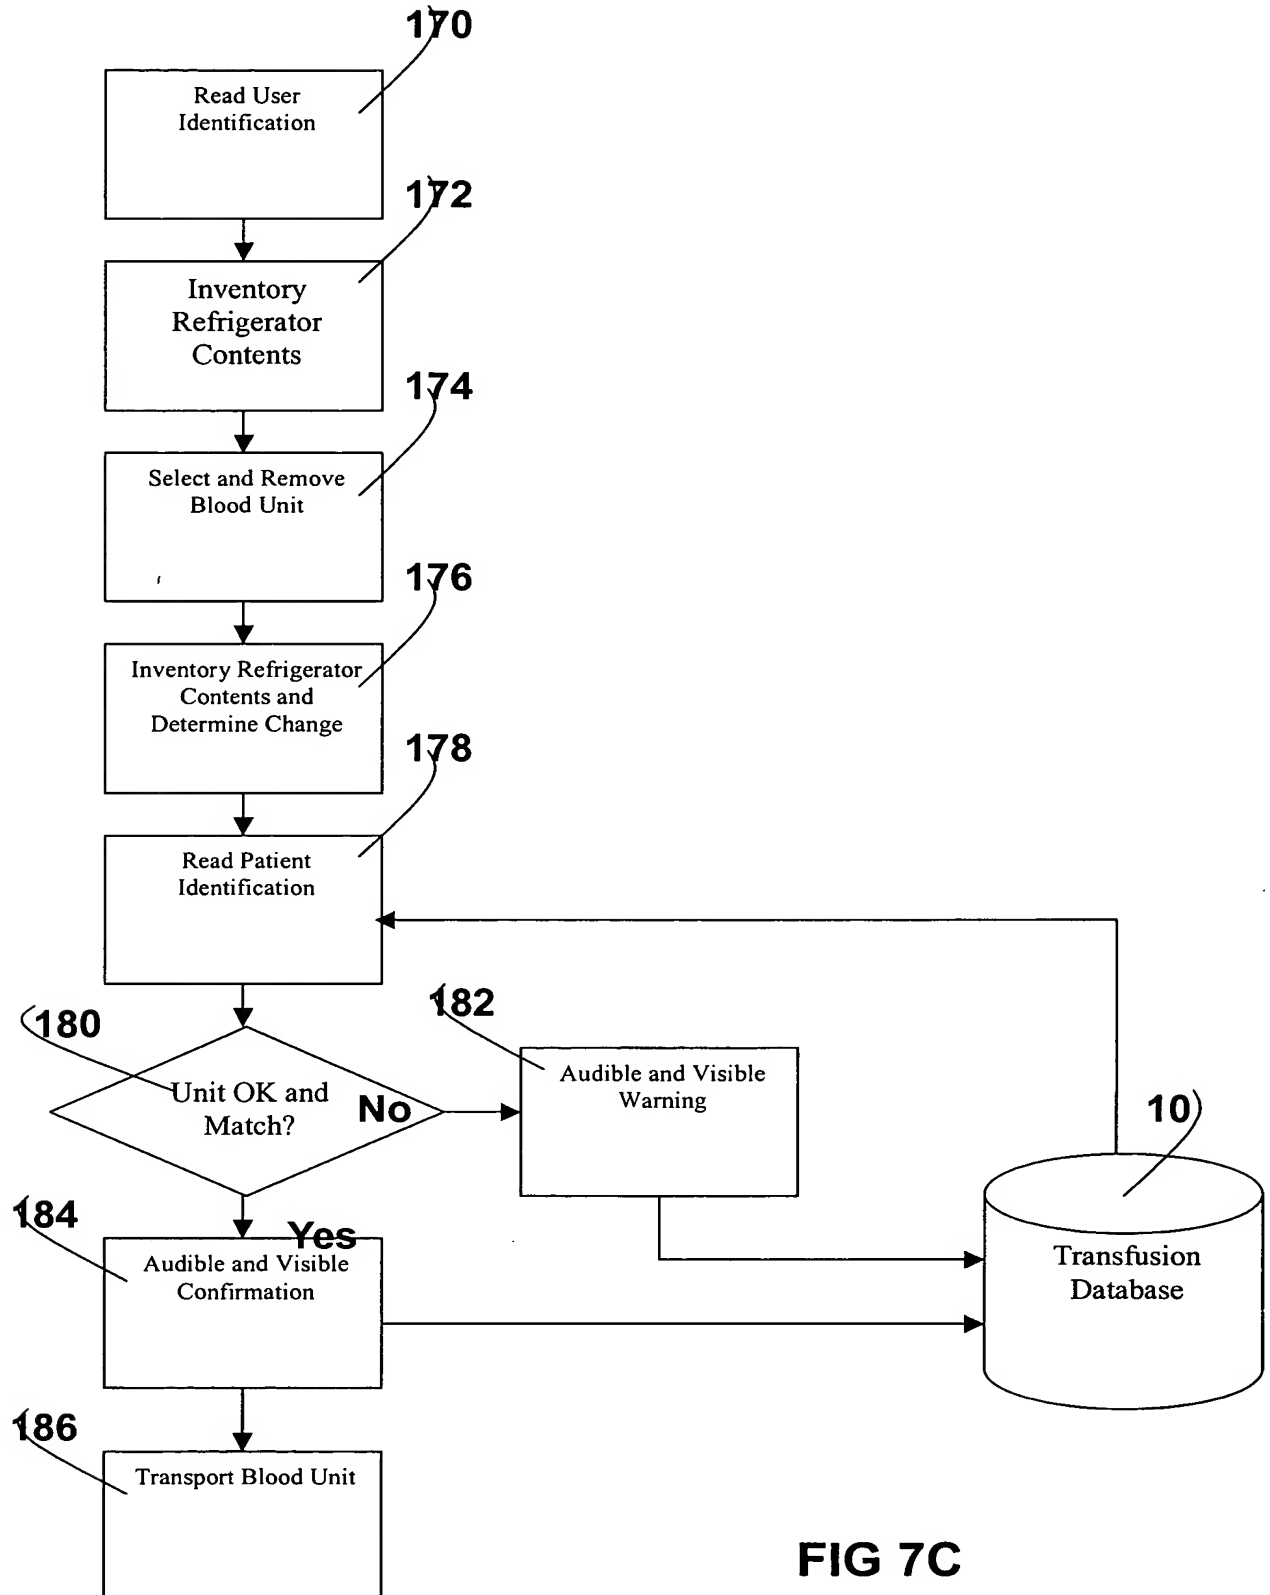 170
Read User
Identification
172
Inventory
Refrigerator
Contents
174
Select and Remove
Blood Unit
176
Inventory Refrigerator
Contents and
Determine Change
178
Read Patient
Identification
180
Unit OK and
Match?
No
182
Audible and Visible
Warning
10
Transfusion
Database
184
Yes
Audible and Visible
Confirmation
186
Transport Blood Unit
FIG 7C